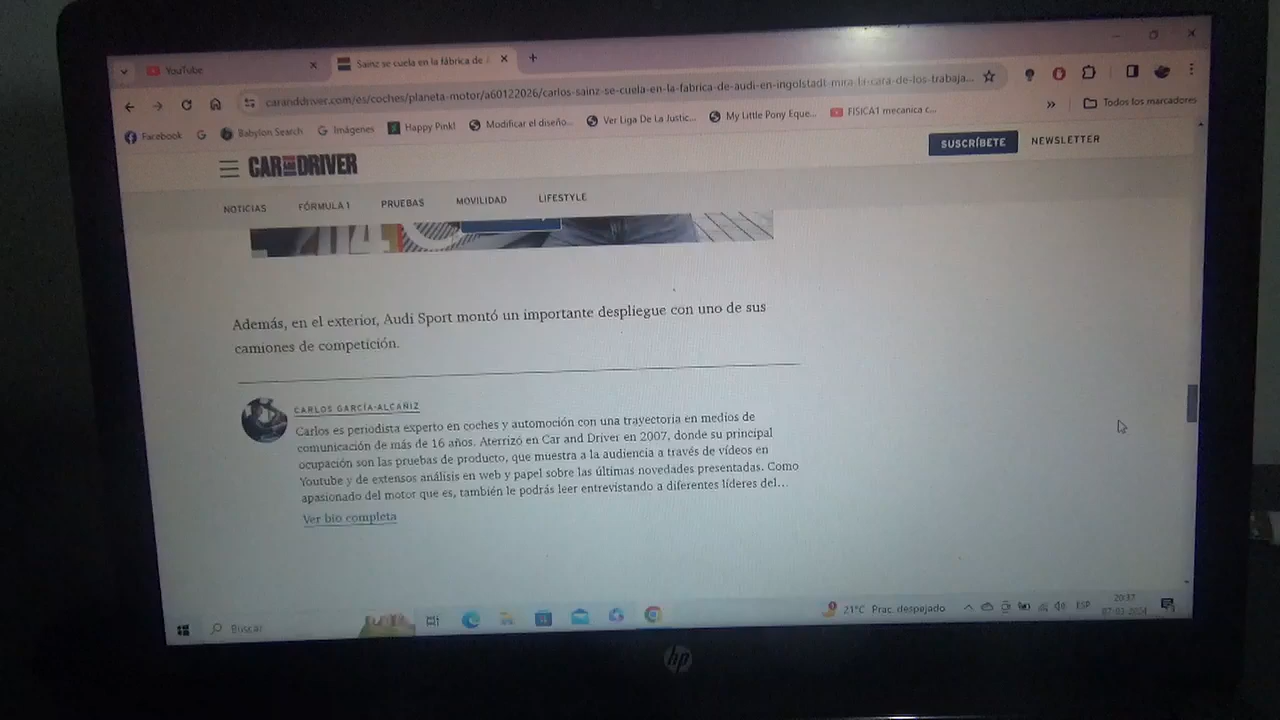 YouTube
Sainz se cuela en la fábrica de
caranddriver.com/es/coches/planeta-motor/a60122026/carlos-sainz-se-cuela-en-la-fabrica-de-audi-en-ingolstadt-mira-la-cara-de-los-trabaja...
Facebook
G
Babylon Search
Imágenes
Happy Pink!
Modificar el diseño...
Ver Liga De La Justic...
My Little Pony Eque...
FISICA1 mecanica c...
»
Todos los marcadores
CAR AND DRIVER
SUSCRÍBETE
NEWSLETTER
NOTICIAS
FÓRMULA 1
PRUEBAS
MOVILIDAD
LIFESTYLE
Además, en el exterior, Audi Sport montó un importante despliegue con uno de sus
camiones de competición.
CARLOS GARCÍA-ALCAÑIZ
Carlos es periodista experto en coches y automoción con una trayectoria en medios de
comunicación de más de 16 años. Aterrizó en Car and Driver en 2007, donde su principal
ocupación son las pruebas de producto, que muestra a la audiencia a través de vídeos en
Youtube y de extensos análisis en web y papel sobre las últimas novedades presentadas. Como
apasionado del motor que es, también le podrás leer entrevistando a diferentes líderes del...
Ver bio completa
Buscar
21°C Prac. despejado
ESP
20:37
07-03-2024
hp